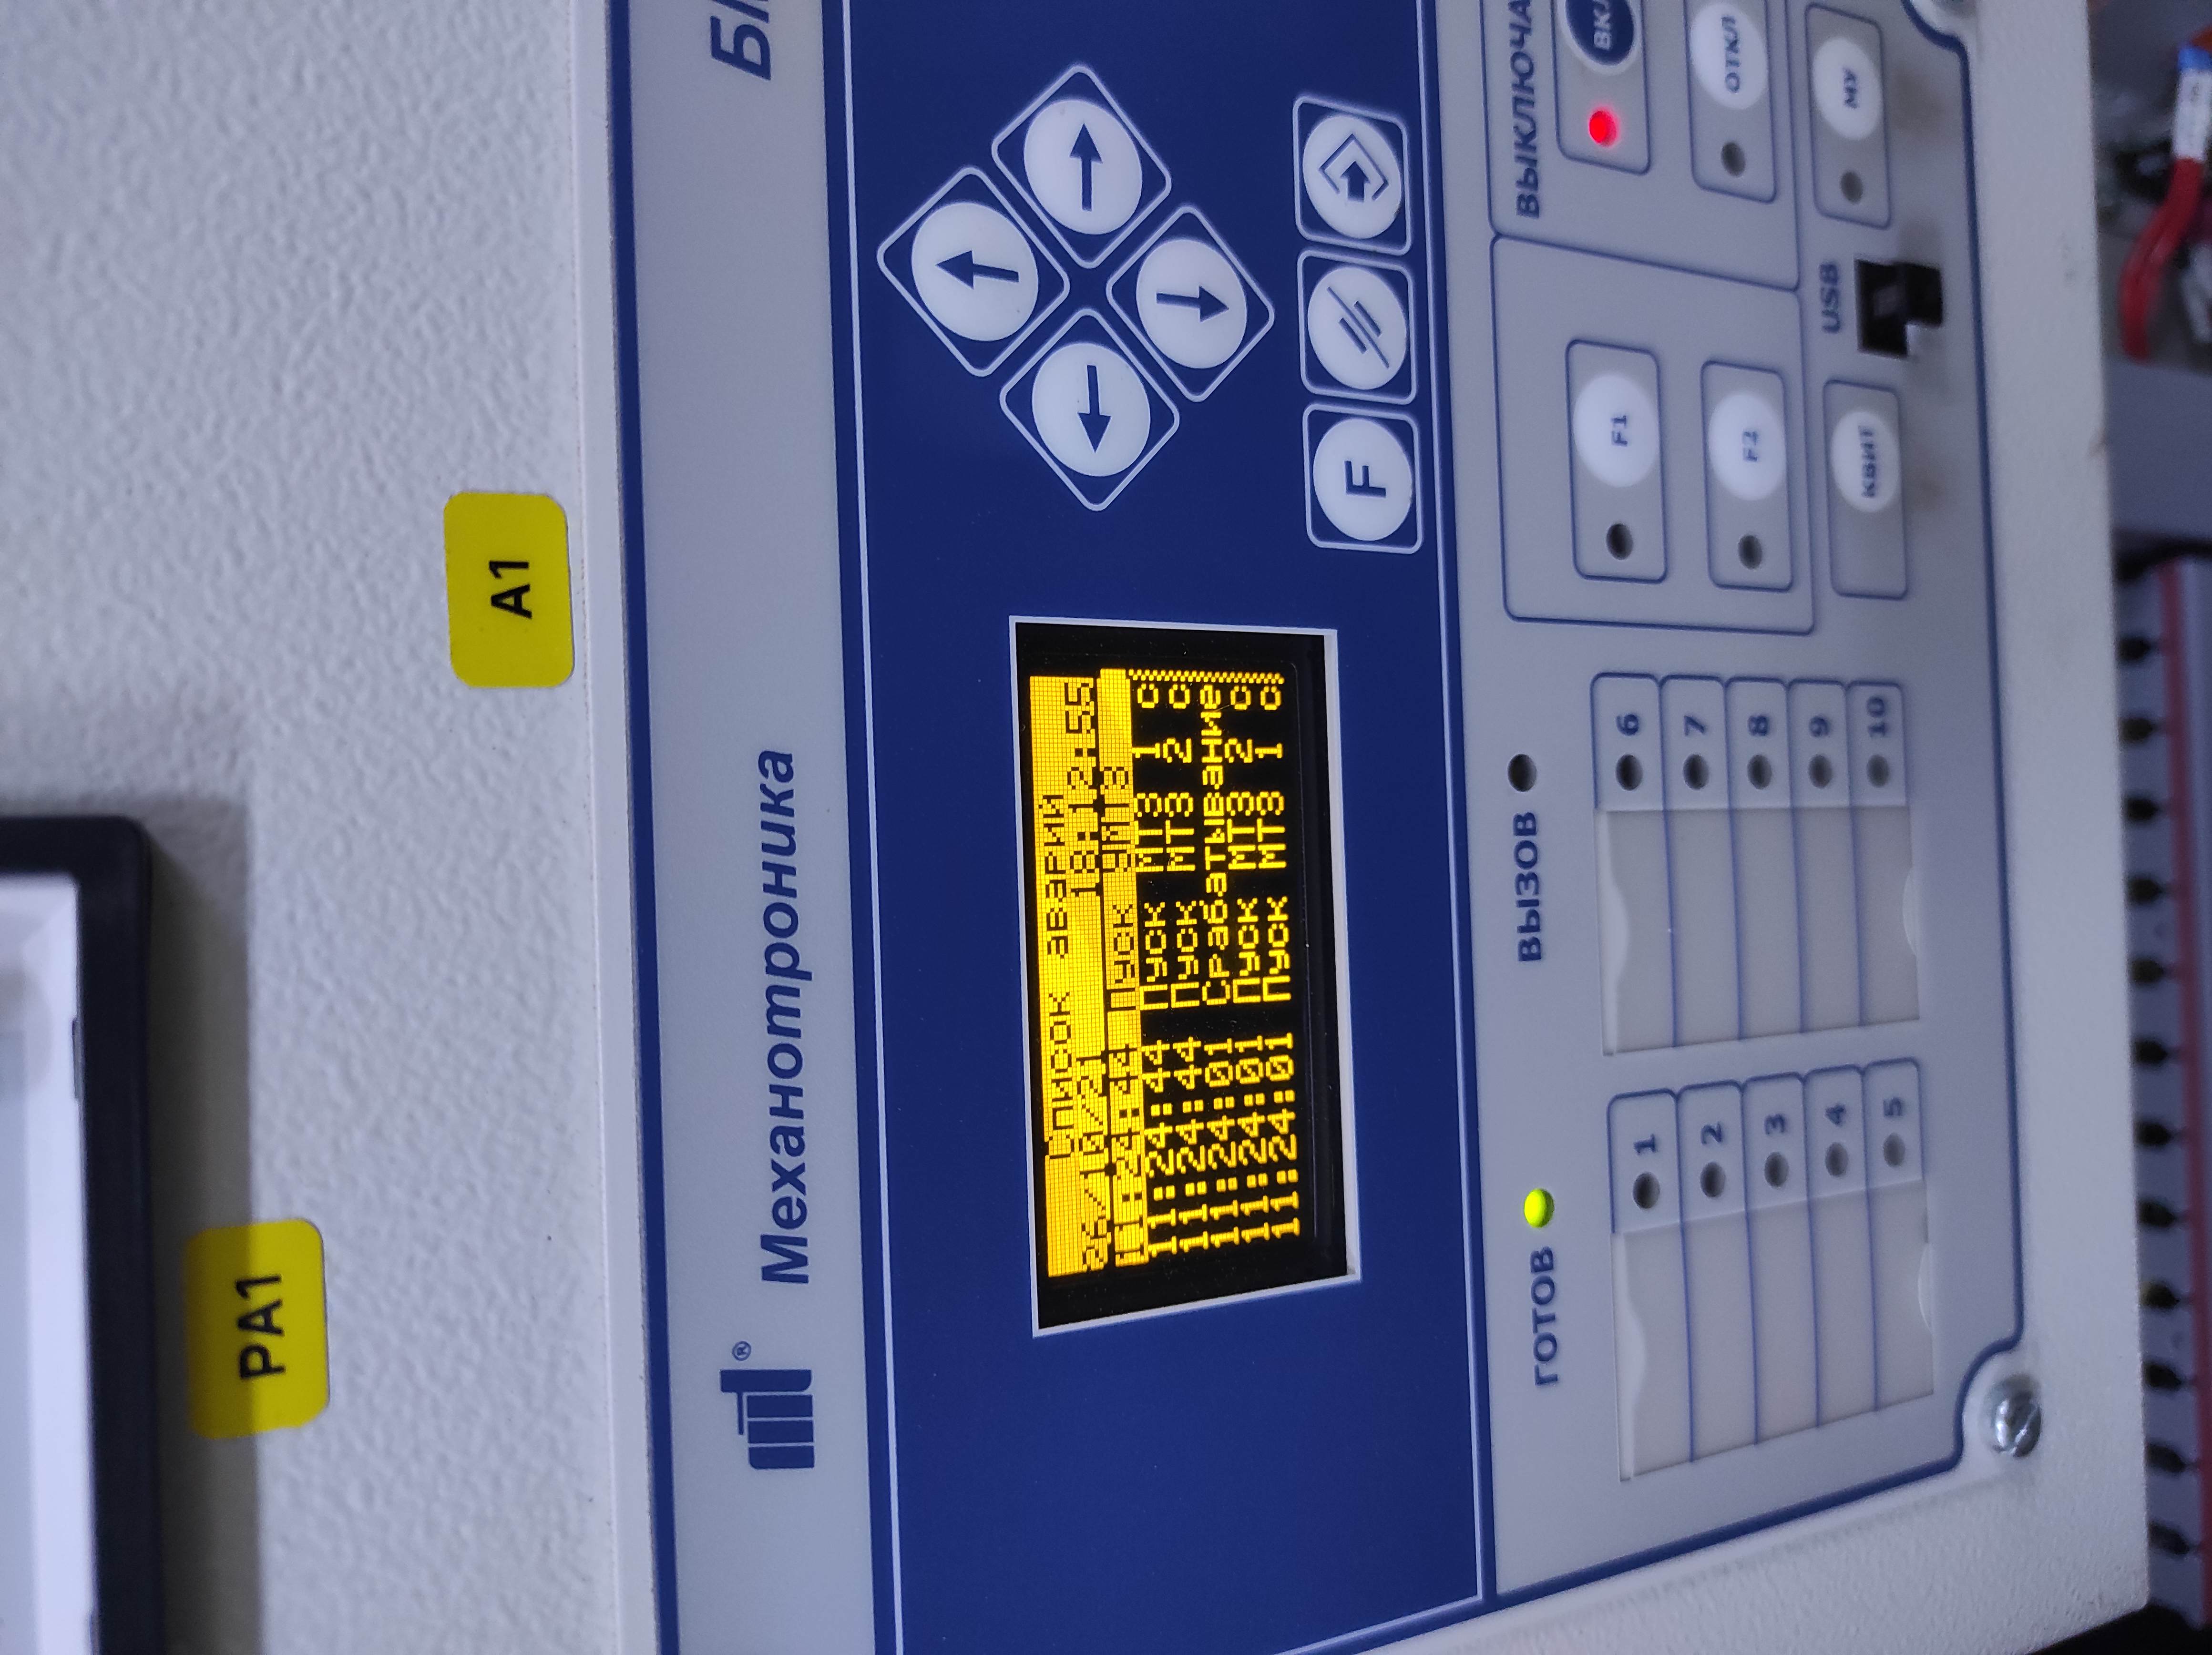 PA1
A1
® Механотроника
Список аварий
26/10/21 18:12:55
11:24:44 Пуск УМТЗ
11:24:44 Пуск МТЗ 1 с
11:24:44 Пуск МТЗ 2 с
11:24:01 Срабатывание
11:24:01 Пуск МТЗ 2 с
11:24:01 Пуск МТЗ 1 с
F
ГОТОВ
ВЫЗОВ
ВЫКЛЮЧА
1
2
3
4
5
6
7
8
9
10
F1
F2
КВИТ
USB
ВКЛ
ОТКЛ
МУ